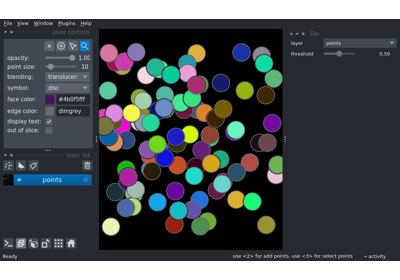 File View Window Plugins Help
layer controls
opacity: 1.00
point size: 10
blending: translucen
symbol: disc
face color: #4b0f5fff
edge color: dimgrey
display text:
out of slice:
layer list
points
layer points
threshold 0.50
Ready
use <2> for add points, use <3> for select points
activity